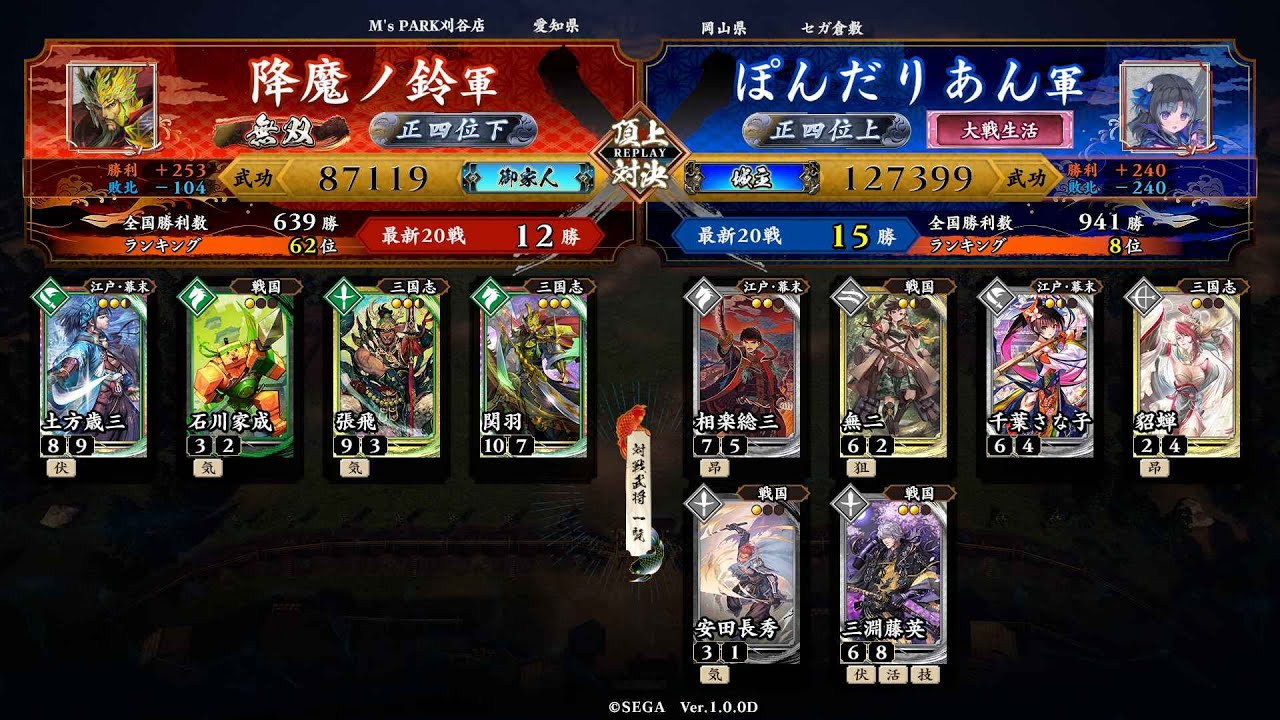 M's PARK刈谷店 愛知県
岡山県 セガ倉敷
降魔ノ鈴軍
無双 正四位下
勝利 +253
敗北 -104
武功 87119 御家人
全国勝利数 639勝
ランキング 62位
最新20戦 12勝
頂上
REPLAY
対決
ぽんだりあん軍
正四位上 大戦生活
城主 127399 武功
勝利 +240
敗北 -240
最新20戦 15勝
全国勝利数 941勝
ランキング 8位
江戸・幕末
土方歳三
8 9
伏
戦国
石川家成
3 2
気
三国志
張飛
9 3
気
三国志
関羽
10 7
対戦武将一覧
江戸・幕末
相楽総三
7 5
昂
戦国
無二
6 2
狙
江戸・幕末
千葉さな子
6 4
三国志
貂蝉
2 4
昂
戦国
安田長秀
3 1
気
戦国
三淵藤英
6 8
伏 活 技
©SEGA Ver.1.0.0D